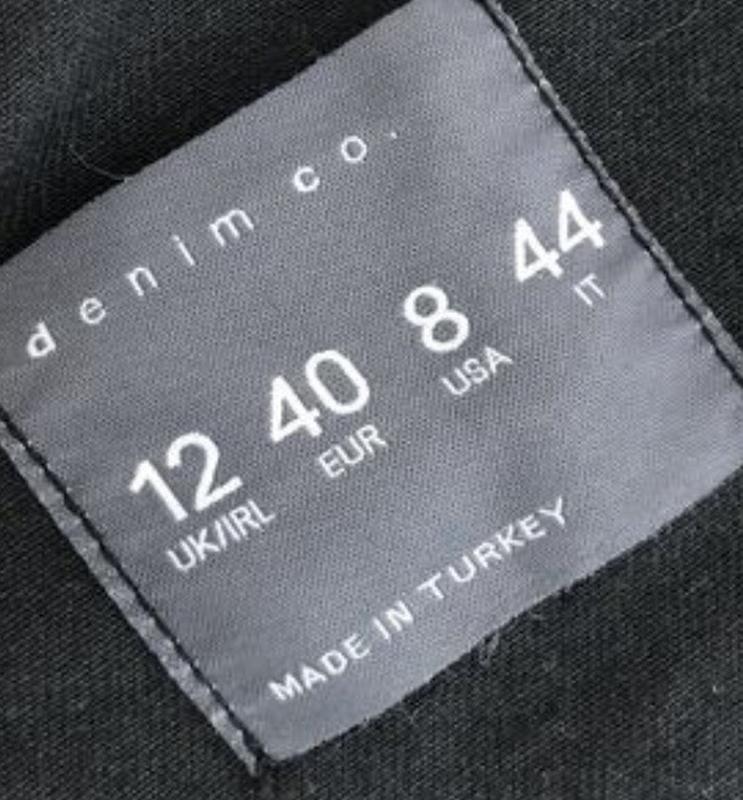 denim co.
12 40 8 44
UK/IRL EUR USA IT
MADE IN TURKEY